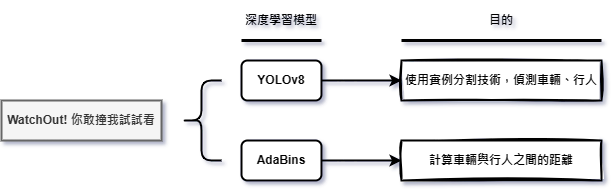 深度學習模型
目的
YOLOv8
使用實例分割技術，偵測車輛、行人
WatchOut! 你敢撞我試試看
AdaBins
計算車輛與行人之間的距離